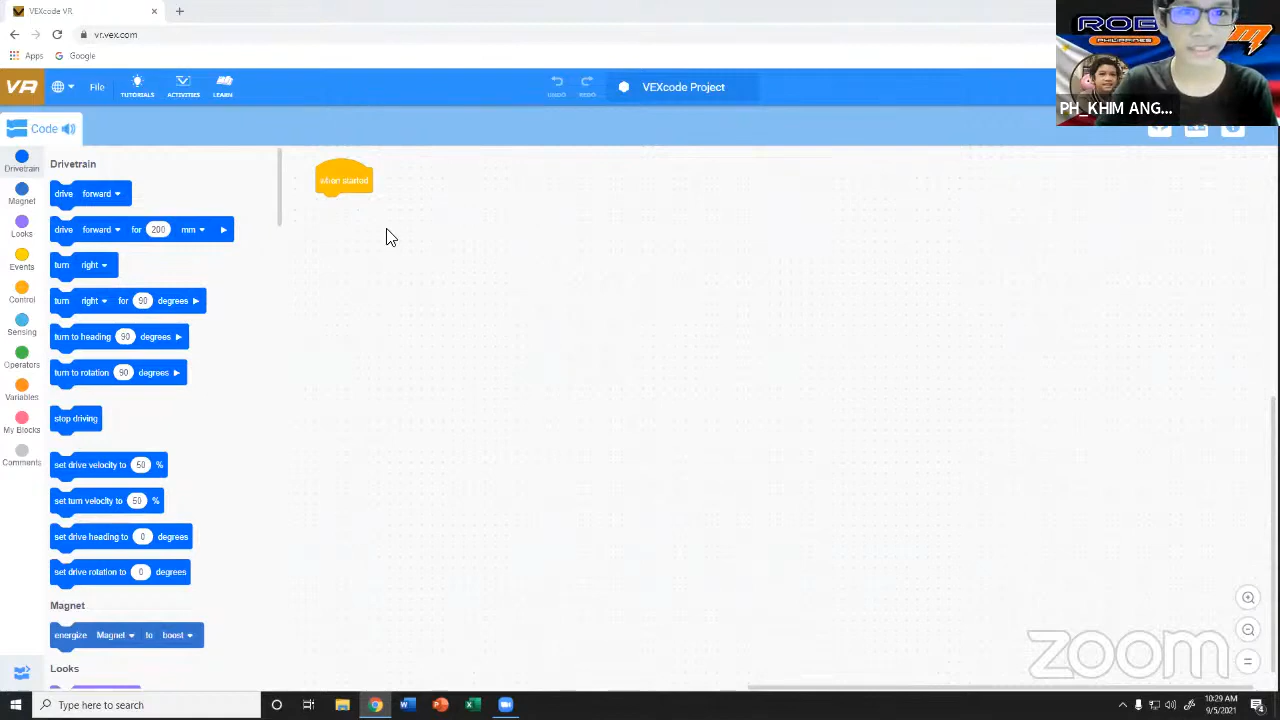 VEXcode VR
vr.vex.com
Apps
Google
VR
File
TUTORIALS
ACTIVITIES
LEARN
UNDO
REDO
VEXcode Project
PHILIPPINES
PH_KHIM ANG...
Code
Drivetrain
Magnet
Looks
Events
Control
Sensing
Operators
Variables
My Blocks
Comments
Drivetrain
drive forward
drive forward for 200 mm
turn right
turn right for 90 degrees
turn to heading 90 degrees
turn to rotation 90 degrees
stop driving
set drive velocity to 50 %
set turn velocity to 50 %
set drive heading to 0 degrees
set drive rotation to 0 degrees
Magnet
energize Magnet to boost
Looks
when started
zoom
Type here to search
10:29 AM
9/5/2021
4